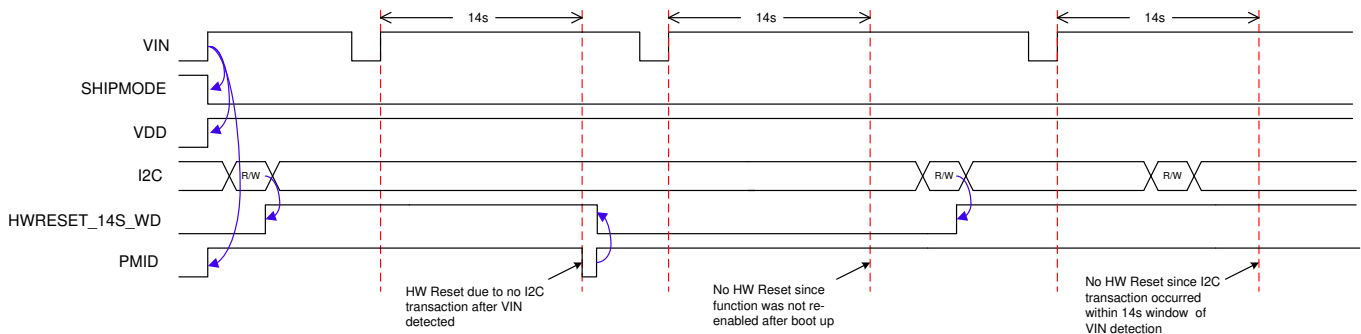 14s
14s
14s
VIN
SHIPMODE
VDD
I2C
R/W
R/W
R/W
HWRESET_14S_WD
PMID
HW Reset due to no I2C
transaction after VIN
detected
No HW Reset since
function was not re-
enabled after boot up
No HW Reset since I2C
transaction occurred
within 14s window of
VIN detection